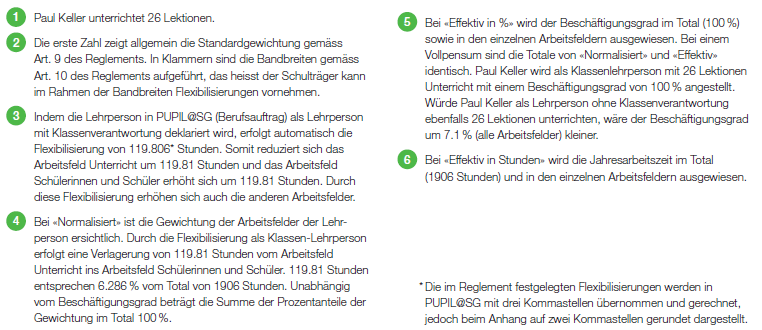 1 Paul Keller unterrichtet 26 Lektionen.
2 Die erste Zahl zeigt allgemein die Standardgewichtung gemäss
Art. 9 des Reglements. In Klammern sind die Bandbreiten gemäss
Art. 10 des Reglements aufgeführt, das heisst der Schulträger kann
im Rahmen der Bandbreiten Flexibilisierungen vornehmen.
3 Indem die Lehrperson in PUPIL@SG (Berufsauftrag) als Lehrperson
mit Klassenverantwortung deklariert wird, erfolgt automatisch die
Flexibilisierung von 119.806* Stunden. Somit reduziert sich das
Arbeitsfeld Unterricht um 119.81 Stunden und das Arbeitsfeld
Schülerinnen und Schüler erhöht sich um 119.81 Stunden. Durch
diese Flexibilisierung erhöhen sich auch die anderen Arbeitsfelder.
4 Bei «Normalisiert» ist die Gewichtung der Arbeitsfelder der Lehr-
person ersichtlich. Durch die Flexibilisierung als Klassen-Lehrperson
erfolgt eine Verlagerung von 119.81 Stunden vom Arbeitsfeld
Unterricht ins Arbeitsfeld Schülerinnen und Schüler. 119.81 Stunden
entsprechen 6.286 % vom Total von 1906 Stunden. Unabhängig
vom Beschäftigungsgrad beträgt die Summe der Prozentanteile der
Gewichtung im Total 100 %.
5 Bei «Effektiv in %» wird der Beschäftigungsgrad im Total (100 %)
sowie in den einzelnen Arbeitsfeldern ausgewiesen. Bei einem
Vollpensum sind die Totale von «Normalisiert» und «Effektiv»
identisch. Paul Keller wird als Klassenlehrperson mit 26 Lektionen
Unterricht mit einem Beschäftigungsgrad von 100 % angestellt.
Würde Paul Keller als Lehrperson ohne Klassenverantwortung
ebenfalls 26 Lektionen unterrichten, wäre der Beschäftigungsgrad
um 7.1 % (alle Arbeitsfelder) kleiner.
6 Bei «Effektiv in Stunden» wird die Jahresarbeitszeit im Total
(1906 Stunden) und in den einzelnen Arbeitsfeldern ausgewiesen.
* Die im Reglement festgelegten Flexibilisierungen werden in
PUPIL@SG mit drei Kommastellen übernommen und gerechnet,
jedoch beim Anhang auf zwei Kommastellen gerundet dargestellt.